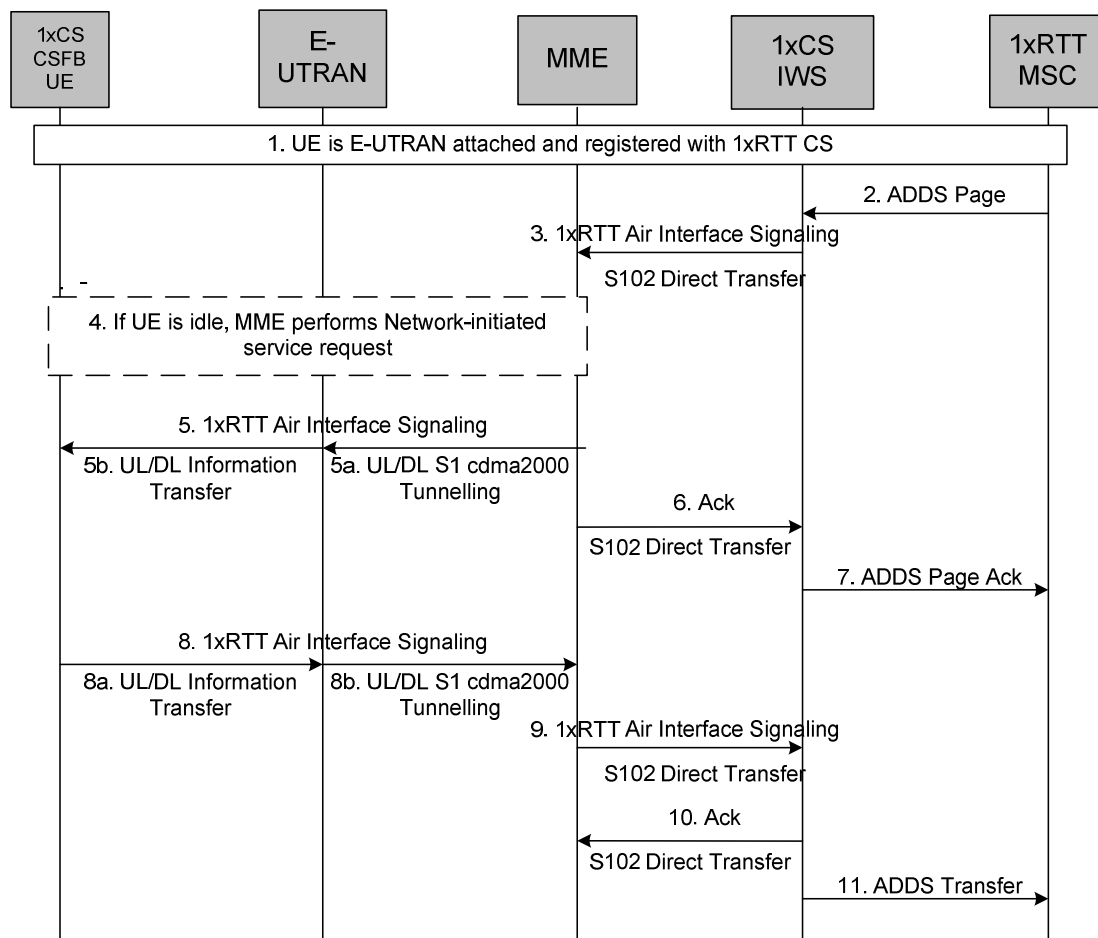 1xCS
CSFB
UE
E-
UTRAN
MME
1xCS
IWS
1xRTT
MSC
1. UE is E-UTRAN attached and registered with 1xRTT CS
2. ADDS Page
3. 1xRTT Air Interface Signaling
S102 Direct Transfer
4. If UE is idle, MME performs Network-initiated
service request
5. 1xRTT Air Interface Signaling
5b. UL/DL Information
Transfer
5a. UL/DL S1 cdma2000
Tunnelling
6. Ack
S102 Direct Transfer
7. ADDS Page Ack
8. 1xRTT Air Interface Signaling
8a. UL/DL Information
Transfer
8b. UL/DL S1 cdma2000
Tunnelling
9. 1xRTT Air Interface Signaling
S102 Direct Transfer
10. Ack
S102 Direct Transfer
11. ADDS Transfer